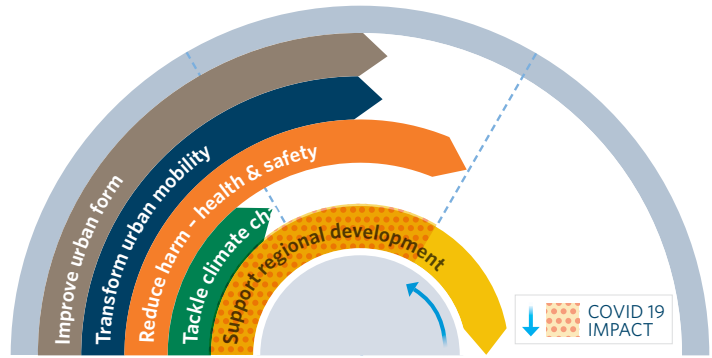 Improve urban form
Transform urban mobility
Reduce harm – health & safety
Tackle climate ch
Support regional development
COVID 19
IMPACT